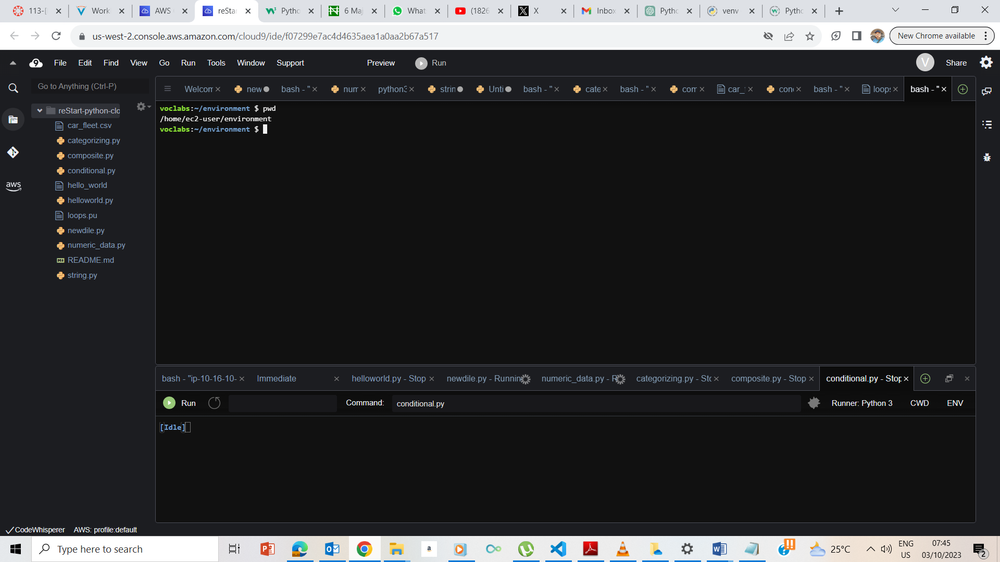 113-[
Work
AWS
reStar
Pytho
6 Maj
What
(1826
X
Inbox
Pytho
venv
Pytho
us-west-2.console.aws.amazon.com/cloud9/ide/f07299e7ac4d4635aea1a0aa2b67a517
New Chrome available
File Edit Find View Go Run Tools Window Support Preview Run
V Share
Go to Anything (Ctrl-P)
Welcom new bash - " num python3 strin Unti bash - " cate bash - " com car_ con bash - " loops bash - "
reStart-python-clo
car_fleet.csv
categorizing.py
composite.py
conditional.py
hello_world
helloworld.py
loops.pu
newdile.py
numeric_data.py
README.md
string.py
aws
voclabs:~/environment $ pwd
/home/ec2-user/environment
voclabs:~/environment $
bash - "ip-10-16-10- Immediate helloworld.py - Stop newdile.py - Runnin numeric_data.py - R categorizing.py - Sto composite.py - Stop conditional.py - Stop
Run Command: conditional.py Runner: Python 3 CWD ENV
[Idle]
CodeWhisperer AWS: profile:default
Type here to search
a
25°C
ENG
US
07:45
03/10/2023
2